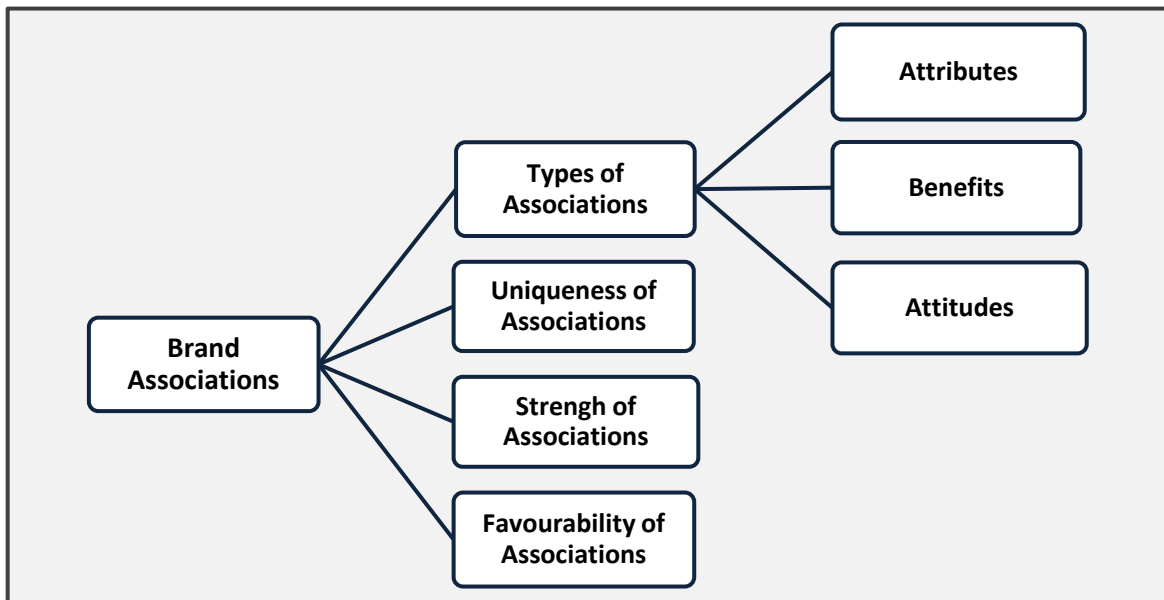 Brand
Associations
Types of
Associations
Uniqueness of
Associations
Strengh of
Associations
Favourability of
Associations
Attributes
Benefits
Attitudes